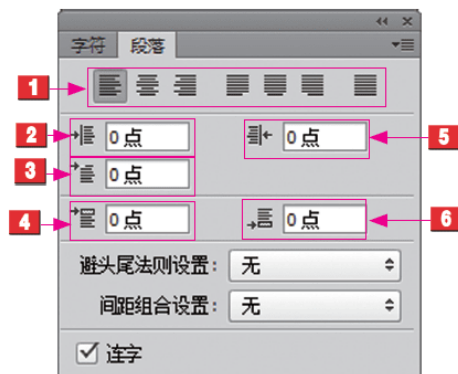 字符 段落
1
2 0 点 0 点 5
3 0 点
4 0 点 0 点 6
避头尾法则设置: 无
间距组合设置: 无
连字